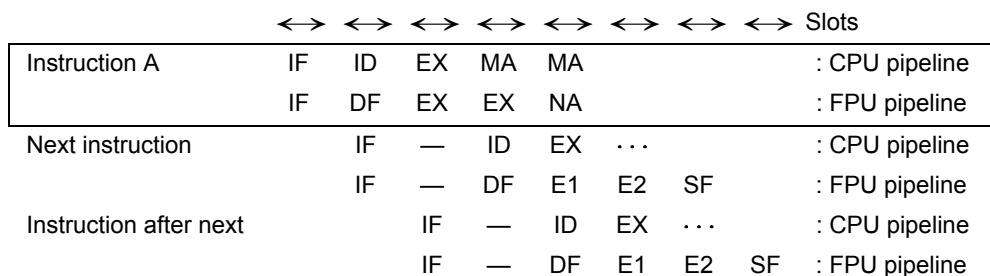 Slots
Instruction A IF ID EX MA MA : CPU pipeline
IF DF EX EX NA : FPU pipeline
Next instruction IF — ID EX ··· : CPU pipeline
IF — DF E1 E2 SF : FPU pipeline
Instruction after next IF — ID EX ··· : CPU pipeline
IF — DF E1 E2 SF : FPU pipeline